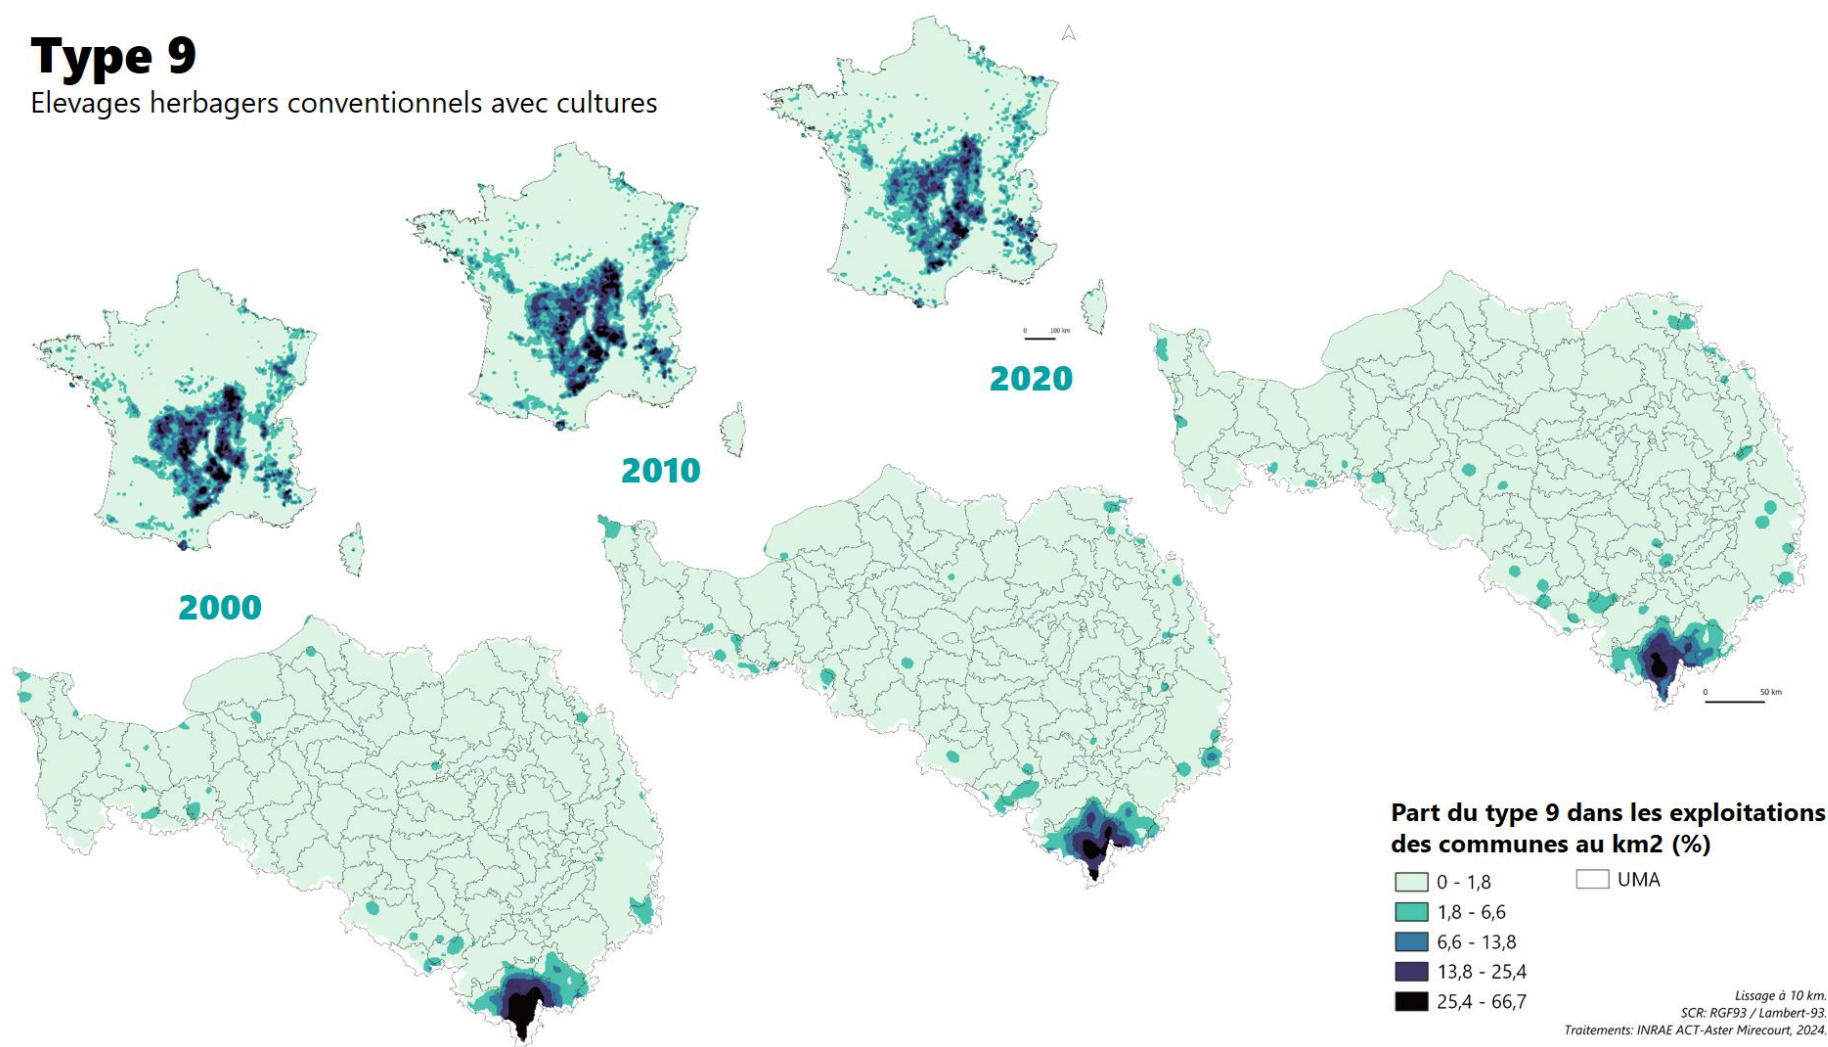 Type 9
Elevages herbagers conventionnels avec cultures
0 100 km
2020
2010
2000
0 50 km
Part du type 9 dans les exploitations
des communes au km2 (%)
0 - 1,8
UMA
1,8 - 6,6
6,6 - 13,8
13,8 - 25,4
25,4 - 66,7
Lissage à 10 km.
SCR: RGF93 / Lambert-93.
Traitements: INRAE ACT-Aster Mirecourt, 2024.